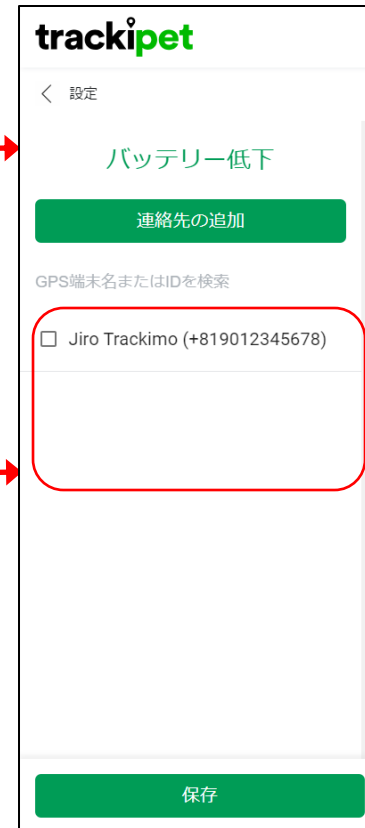 trackipet
設定
バッテリー低下
連絡先の追加
GPS端末名またはIDを検索
Jiro Trackimo (+819012345678)
保存